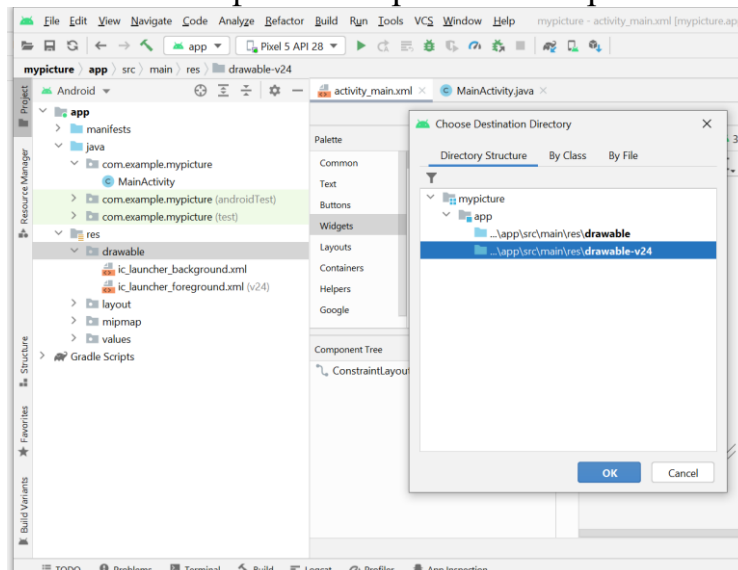 File Edit View Navigate Code Analyze Refactor Build Run Tools VCS Window Help mypicture - activity_main.xml [mypicture.ap
app Pixel 5 API 28
mypicture app src main res drawable-v24
Android
activity_main.xml
MainActivity.java
Project
Resource Manager
Structure
Favorites
Build Variants
app
manifests
java
com.example.mypicture
MainActivity
com.example.mypicture (androidTest)
com.example.mypicture (test)
res
drawable
ic_launcher_background.xml
ic_launcher_foreground.xml (v24)
layout
mipmap
values
Gradle Scripts
Palette
Common
Text
Buttons
Widgets
Layouts
Containers
Helpers
Google
Component Tree
ConstraintLayou
Choose Destination Directory
Directory Structure By Class By File
mypicture
app
...\app\src\main\res\drawable
...\app\src\main\res\drawable-v24
OK Cancel
3
TODO Problems Terminal Build Logcat Profiler App Inspection